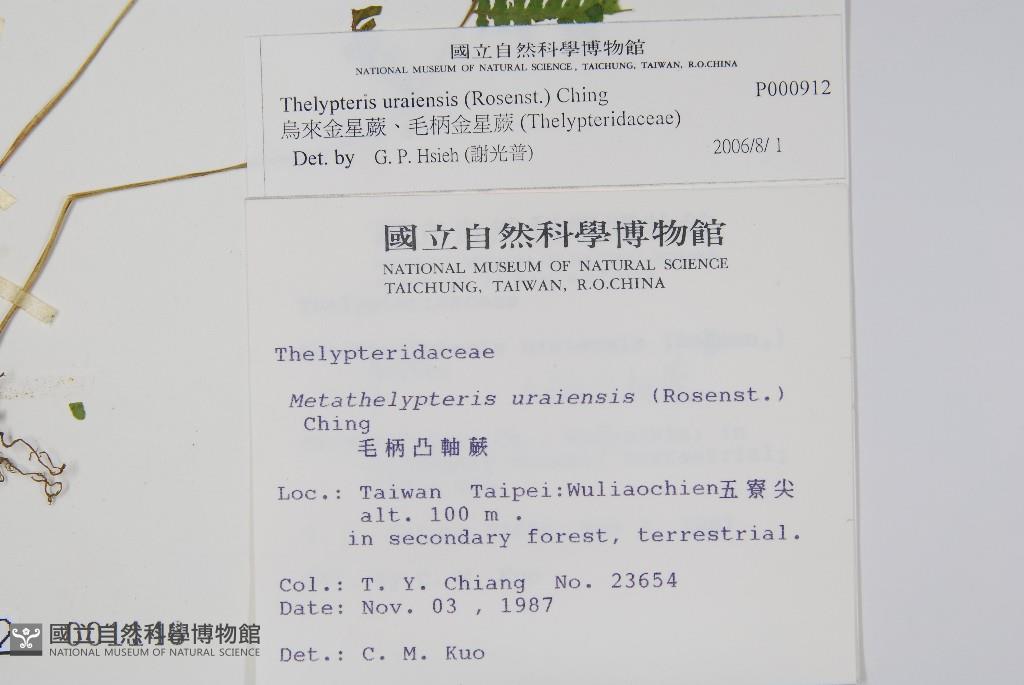 國立自然科學博物館
NATIONAL MUSEUM OF NATURAL SCIENCE, TAICHUNG, TAIWAN, R.O.CHINA
Thelypteris uraiensis (Rosenst.) Ching P000912
烏來金星蕨、毛柄金星蕨 (Thelypteridaceae)
Det. by G. P. Hsieh (謝光普) 2006/8/ 1
國立自然科學博物館
NATIONAL MUSEUM OF NATURAL SCIENCE
TAICHUNG, TAIWAN, R.O.CHINA
Thelypteridaceae
Metathelypteris uraiensis (Rosenst.)
Ching
毛柄凸軸蕨
Loc.: Taiwan Taipei:Wuliaochien五寮尖
alt. 100 m .
in secondary forest, terrestrial.
Col.: T. Y. Chiang No. 23654
Date: Nov. 03 , 1987
Det.: C. M. Kuo
國立自然科學博物館
NATIONAL MUSEUM OF NATURAL SCIENCE